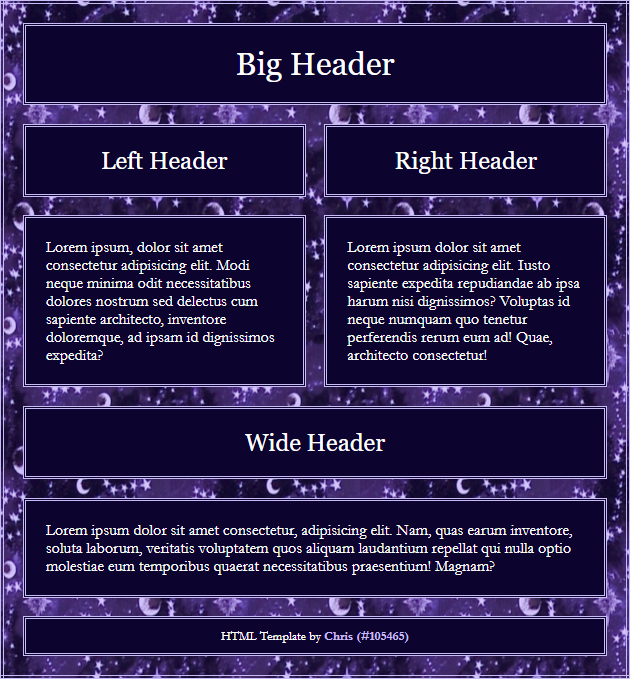 Big Header
Left Header
Right Header
Lorem ipsum, dolor sit amet
consectetur adipisicing elit. Modi
neque minima odit necessitatibus
dolores nostrum sed delectus cum
sapiente architecto, inventore
doloremque, ad ipsam id dignissimos
expedita?
Lorem ipsum dolor sit amet
consectetur adipisicing elit. Iusto
sapiente expedita repudiandae ab ipsa
harum nisi dignissimos? Voluptas id
neque numquam quo tenetur
perferendis rerum eum ad! Quae,
architecto consectetur!
Wide Header
Lorem ipsum dolor sit amet consectetur, adipisicing elit. Nam, quas earum inventore,
soluta laborum, veritatis voluptatem quos aliquam laudantium repellat qui nulla optio
molestiae eum temporibus quaerat necessitatibus praesentium! Magnam?
HTML Template by Chris (#105465)